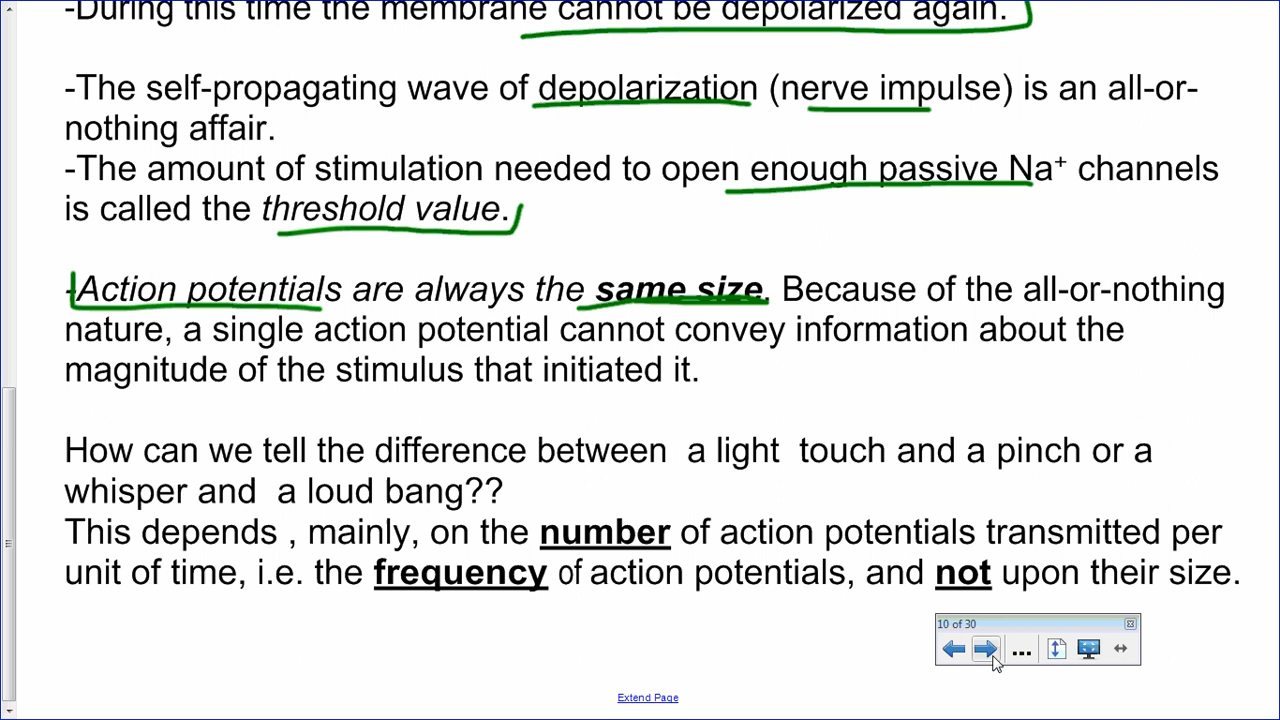 -During this time the membrane cannot be depolarized again.
-The self-propagating wave of depolarization (nerve impulse) is an all-or-
nothing affair.
-The amount of stimulation needed to open enough passive Na⁺ channels
is called the threshold value.
-Action potentials are always the same size. Because of the all-or-nothing
nature, a single action potential cannot convey information about the
magnitude of the stimulus that initiated it.
How can we tell the difference between a light touch and a pinch or a
whisper and a loud bang??
This depends , mainly, on the number of action potentials transmitted per
unit of time, i.e. the frequency of action potentials, and not upon their size.
10 of 30
...
Extend Page